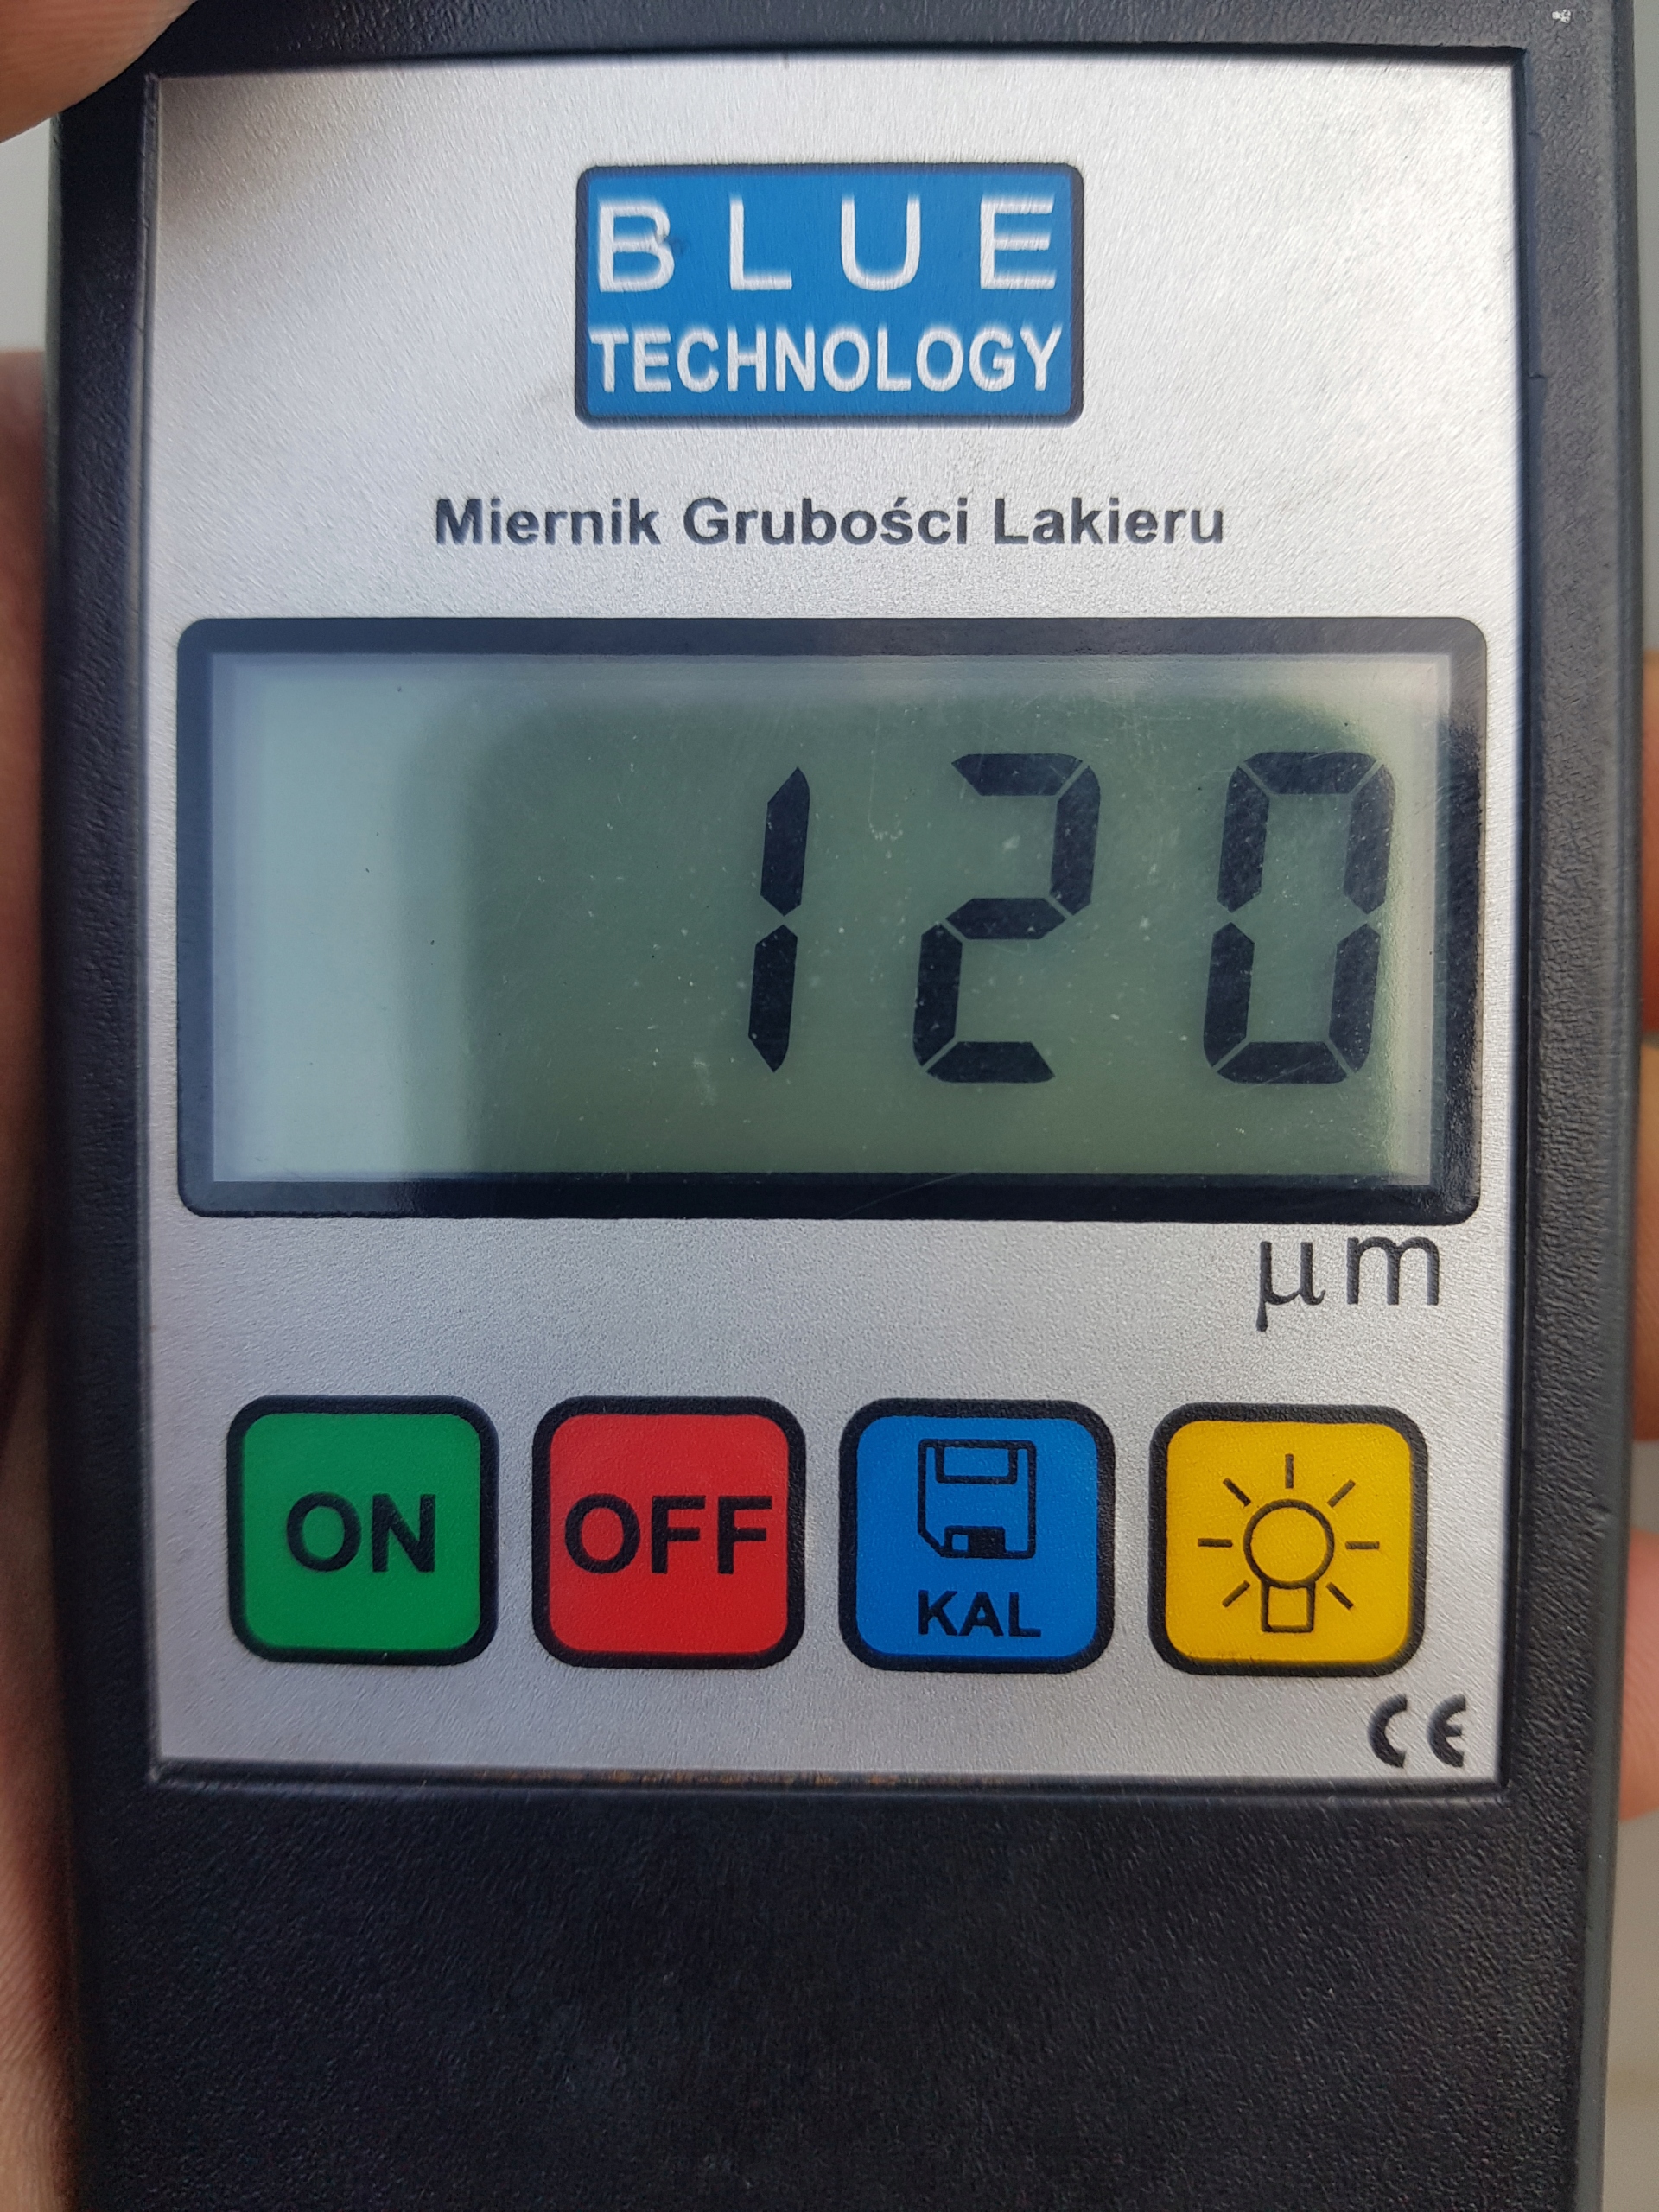 BLUE
TECHNOLOGY
Miernik Grubości Lakieru
120
µm
ON OFF KAL
CE